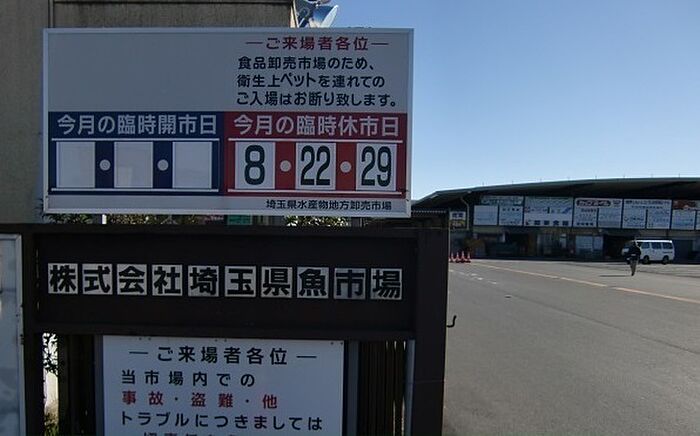 ―ご来場者各位―
食品卸売市場のため、
衛生上ペットを連れての
ご入場はお断り致します。
今月の臨時開市日
今月の臨時休市日
8・22・29
埼玉県水産物地方卸売市場
株式会社埼玉県魚市場
―ご来場者各位―
当市場内での
事故・盗難・他
トラブルにつきましては